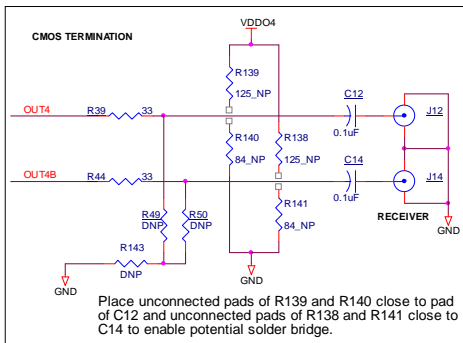 CMOS TERMINATION
VDDO4
R139
125_NP
C12
J12
OUT4
R39
33
0.1uF
R140
84_NP
R138
125_NP
C14
J14
OUT4B
R44
33
0.1uF
R49
DNP
R50
DNP
R141
84_NP
RECEIVER
R143
DNP
GND
GND
GND
Place unconnected pads of R139 and R140 close to pad
of C12 and unconnected pads of R138 and R141 close to
C14 to enable potential solder bridge.